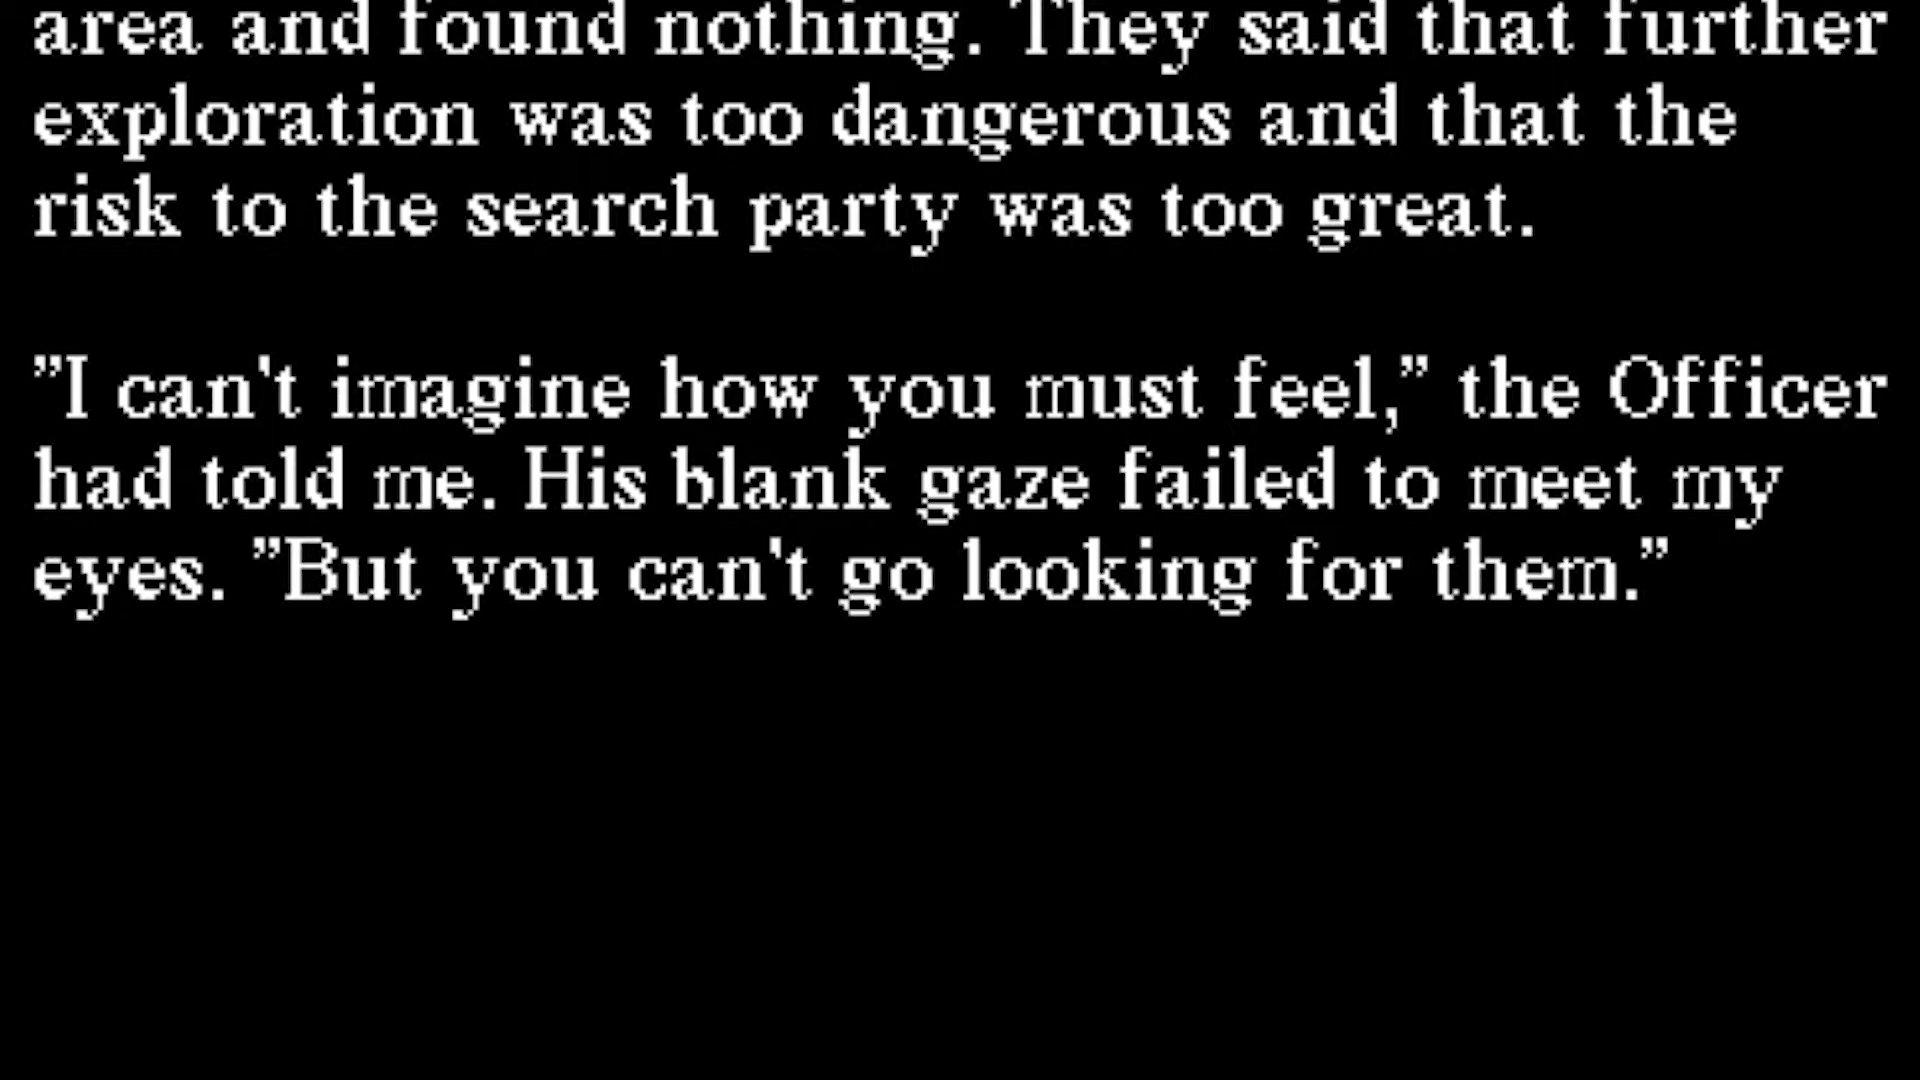 area and found nothing. They said that further
exploration was too dangerous and that the
risk to the search party was too great.
”I can't imagine how you must feel,” the Officer
had told me. His blank gaze failed to meet my
eyes. ”But you can't go looking for them.”